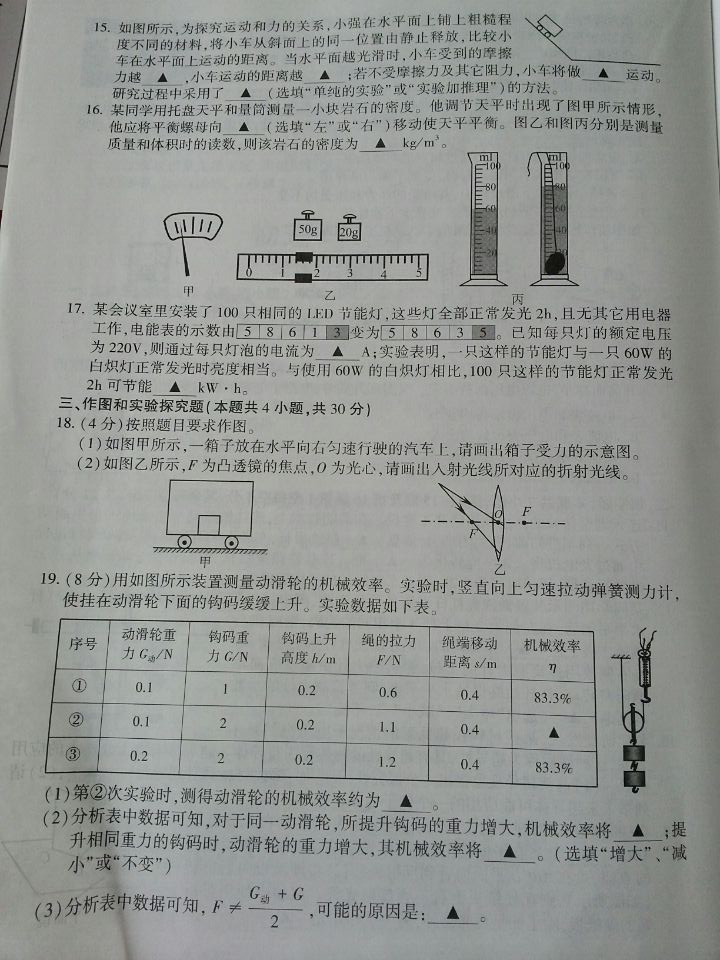 15. 如图所示,为探究运动和力的关系,小强在水平面上铺上粗糙程
度不同的材料,将小车从斜面上的同一位置由静止释放,比较小
车在水平面上运动的距离。当水平面越光滑时,小车受到的摩擦
力越 ▲ ,小车运动的距离越 ▲ ;若不受摩擦力及其它阻力,小车将做 ▲ 运动。
研究过程中采用了 ▲ (选填“单纯的实验”或“实验加推理”)的方法。
16. 某同学用托盘天平和量筒测量一小块岩石的密度。他调节天平时出现了图甲所示情形,
他应将平衡螺母向 ▲ (选填“左”或“右”)移动使天平平衡。图乙和图丙分别是测量
质量和体积时的读数,则该岩石的密度为 ▲ kg/m³。
ml
100
80
60
40
20
ml
100
80
60
40
20
50g
20g
0 1 2 3 4 5
甲
乙
丙
17. 某会议室里安装了100只相同的LED节能灯,这些灯全部正常发光2h,且无其它用电器
工作,电能表的示数由 5 8 6 1 3 变为 5 8 6 3 5 。已知每只灯的额定电压
为220V,则通过每只灯泡的电流为 ▲ A;实验表明,一只这样的节能灯与一只60W的
白炽灯正常发光时亮度相当。与使用60W的白炽灯相比,100只这样的节能灯正常发光
2h可节能 ▲ kW·h。
三、作图和实验探究题(本题共4小题,共30分)
18. (4分)按照题目要求作图。
(1)如图甲所示,一箱子放在水平向右匀速行驶的汽车上,请画出箱子受力的示意图。
(2)如图乙所示,F为凸透镜的焦点,O为光心,请画出入射光线所对应的折射光线。
F O F
甲
乙
19. (8分)用如图所示装置测量动滑轮的机械效率。实验时,竖直向上匀速拉动弹簧测力计,
使挂在动滑轮下面的钩码缓缓上升。实验数据如下表。
序号 动滑轮重力G动/N 钩码重力G/N 钩码上升高度h/m 绳的拉力F/N 绳端移动距离s/m 机械效率η
① 0.1 1 0.2 0.6 0.4 83.3%
② 0.1 2 0.2 1.1 0.4 ▲
③ 0.2 2 0.2 1.2 0.4 83.3%
(1)第②次实验时,测得动滑轮的机械效率约为 ▲ 。
(2)分析表中数据可知,对于同一动滑轮,所提升钩码的重力增大,机械效率将 ▲ ;提
升相同重力的钩码时,动滑轮的重力增大,其机械效率将 ▲ 。(选填“增大”、“减
小”或“不变”)
(3)分析表中数据可知,F≠(G动+G)/2,可能的原因是: ▲ 。